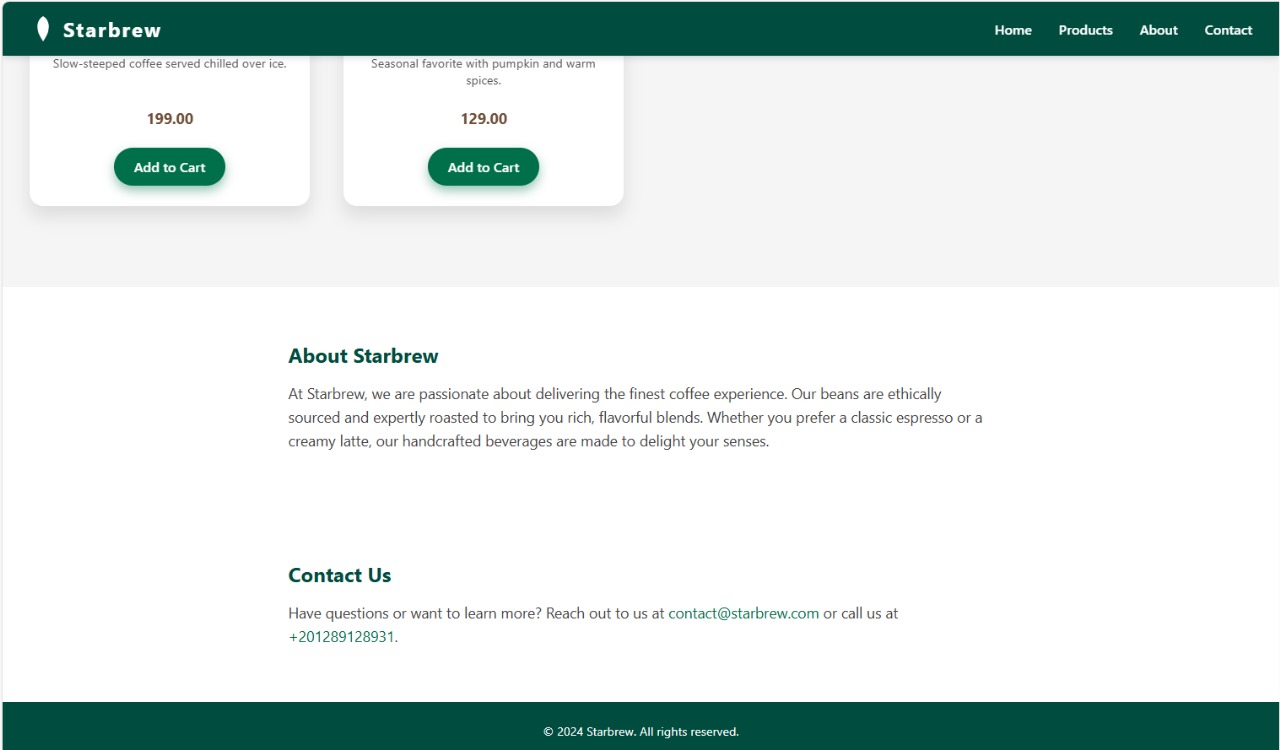 Starbrew
Home Products About Contact
Slow-steeped coffee served chilled over ice.
199.00
Add to Cart
Seasonal favorite with pumpkin and warm
spices.
129.00
Add to Cart
About Starbrew
At Starbrew, we are passionate about delivering the finest coffee experience. Our beans are ethically
sourced and expertly roasted to bring you rich, flavorful blends. Whether you prefer a classic espresso or a
creamy latte, our handcrafted beverages are made to delight your senses.
Contact Us
Have questions or want to learn more? Reach out to us at contact@starbrew.com or call us at
+201289128931.
© 2024 Starbrew. All rights reserved.